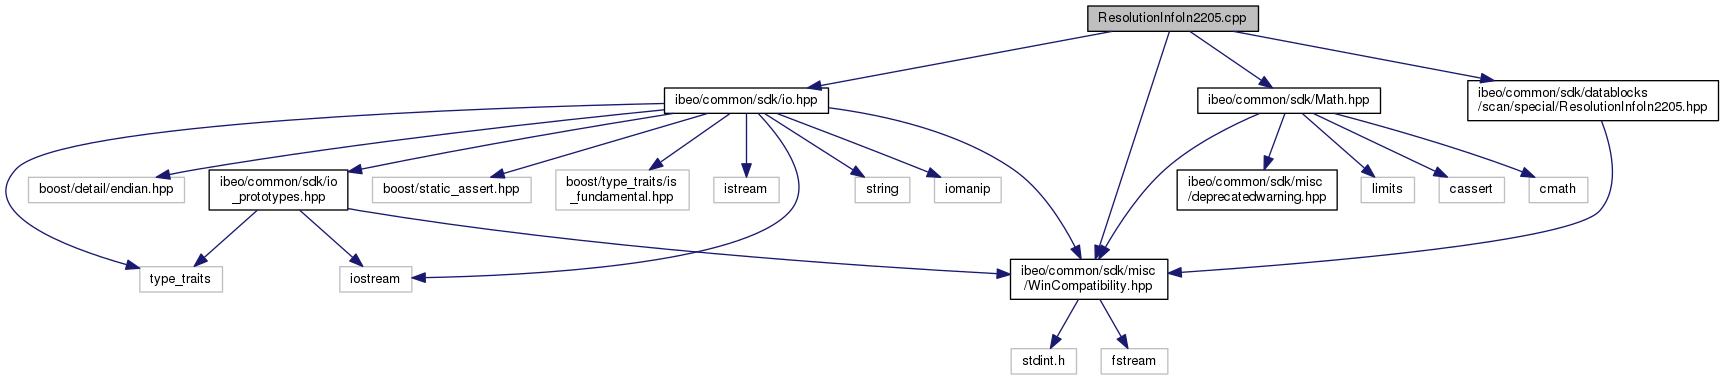 ResolutionInfoIn2205.cpp
ibeo/common/sdk/io.hpp
ibeo/common/sdk/Math.hpp
ibeo/common/sdk/datablocks
/scan/special/ResolutionInfoIn2205.hpp
boost/detail/endian.hpp
ibeo/common/sdk/io
_prototypes.hpp
boost/static_assert.hpp
boost/type_traits/is
_fundamental.hpp
istream
string
iomanip
ibeo/common/sdk/misc
/deprecatedwarning.hpp
limits
cassert
cmath
type_traits
iostream
ibeo/common/sdk/misc
/WinCompatibility.hpp
stdint.h
fstream